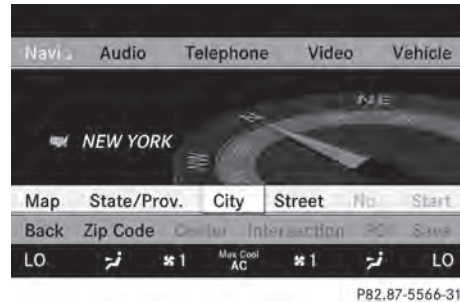 Navi Audio Telephone Video Vehicle
NE
NEW YORK
Map State/Prov. City Street No. Start
Back Zip Code Center Intersection POI Save
LO 1 Max Cool AC 1 LO
P82.87-5566-31